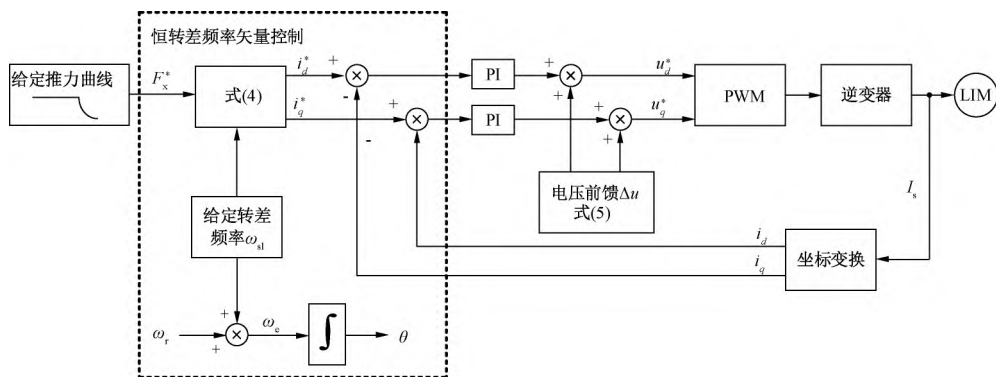 恒转差频率矢量控制
给定推力曲线
F*x
式(4)
i*d
i*q
+
-
+
-
PI
PI
+
+
+
+
u*d
u*q
PWM
逆变器
LIM
电压前馈Δu
式(5)
Is
给定转差
频率ωsl
id
iq
坐标变换
ωr
+
+
ωe
∫
θ